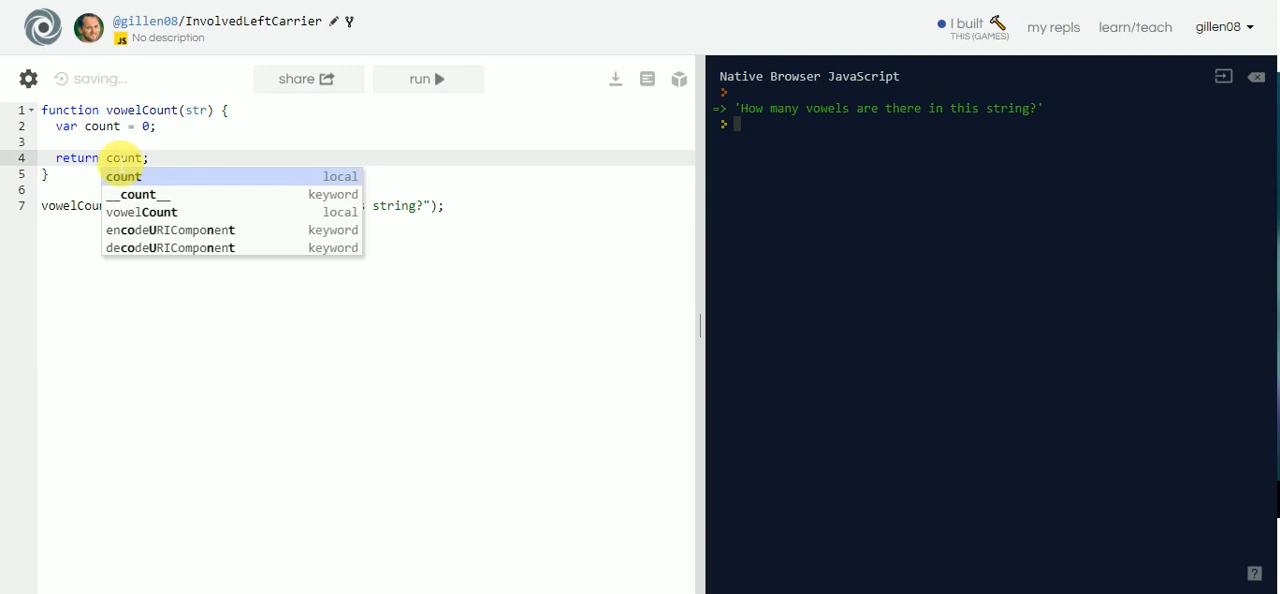 @gillen08/InvolvedLeftCarrier
JS No description
I built
THIS (GAMES)
my repls
learn/teach
gillen08
saving...
share
run
1 function vowelCount(str) {
2 var count = 0;
3
4 return count;
5 }
6
7 vowelCou string?");
count local
__count__ keyword
vowelCount local
encodeURIComponent keyword
decodeURIComponent keyword
Native Browser JavaScript
>
=> 'How many vowels are there in this string?'
>
?